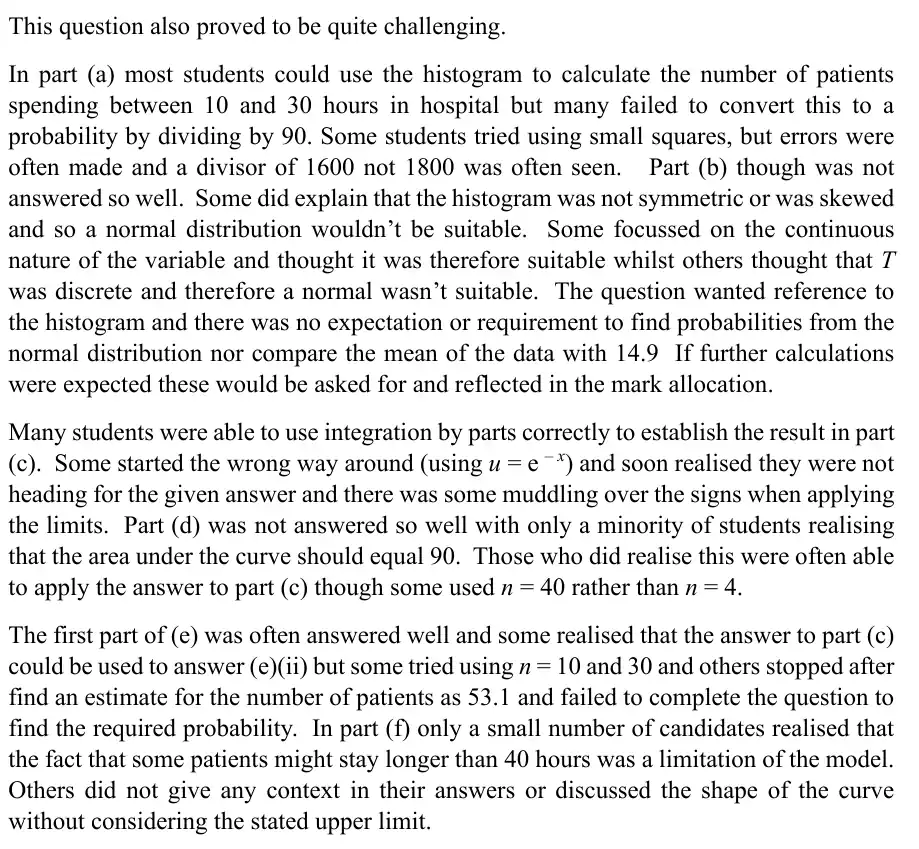 This question also proved to be quite challenging.
In part (a) most students could use the histogram to calculate the number of patients
spending between 10 and 30 hours in hospital but many failed to convert this to a
probability by dividing by 90. Some students tried using small squares, but errors were
often made and a divisor of 1600 not 1800 was often seen. Part (b) though was not
answered so well. Some did explain that the histogram was not symmetric or was skewed
and so a normal distribution wouldn’t be suitable. Some focussed on the continuous
nature of the variable and thought it was therefore suitable whilst others thought that T
was discrete and therefore a normal wasn’t suitable. The question wanted reference to
the histogram and there was no expectation or requirement to find probabilities from the
normal distribution nor compare the mean of the data with 14.9 If further calculations
were expected these would be asked for and reflected in the mark allocation.
Many students were able to use integration by parts correctly to establish the result in part
(c). Some started the wrong way around (using u = e⁻ˣ) and soon realised they were not
heading for the given answer and there was some muddling over the signs when applying
the limits. Part (d) was not answered so well with only a minority of students realising
that the area under the curve should equal 90. Those who did realise this were often able
to apply the answer to part (c) though some used n = 40 rather than n = 4.
The first part of (e) was often answered well and some realised that the answer to part (c)
could be used to answer (e)(ii) but some tried using n = 10 and 30 and others stopped after
find an estimate for the number of patients as 53.1 and failed to complete the question to
find the required probability. In part (f) only a small number of candidates realised that
the fact that some patients might stay longer than 40 hours was a limitation of the model.
Others did not give any context in their answers or discussed the shape of the curve
without considering the stated upper limit.